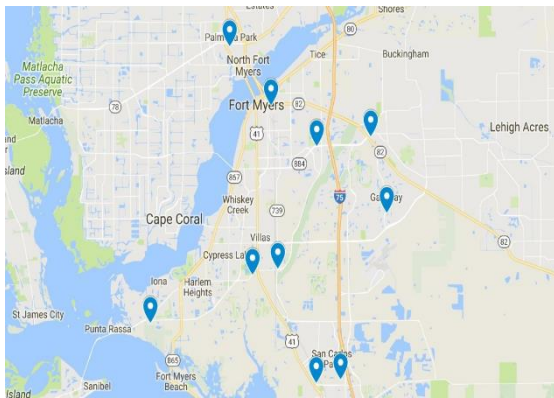 Estates
Shores
Palmona Park
80
Buckingham
Matlacha
Pass Aquatic
Preserve
North Fort
Myers
Tice
78
Fort Myers
82
Matlacha
41
Lehigh Acres
82
884
Island
867
Whiskey
Creek
75
Gateway
739
Cape Coral
Villas
82
Cypress Lake
Iona
Harlem
Heights
St James City
Punta Rassa
41
San Carlos
Park
865
Fort Myers
Beach
Sanibel
Island